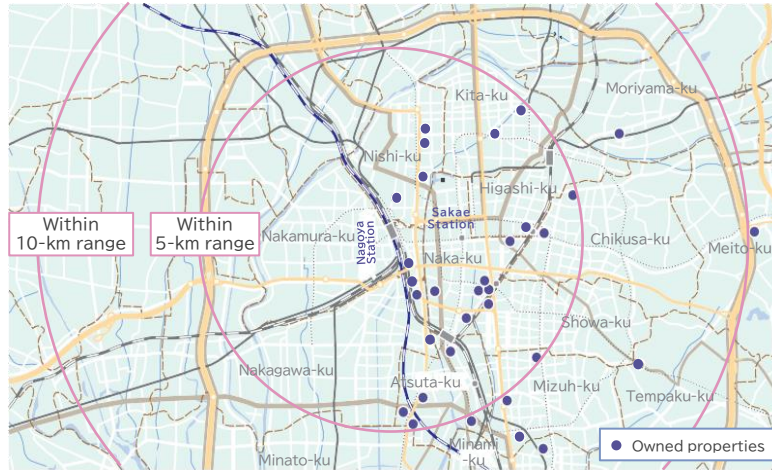 Kita-ku
Moriyama-ku
Nishi-ku
Higashi-ku
Within
10-km range
Within
5-km range
Nakamura-ku
Nagoya
Station
Sakae
Station
Chikusa-ku
Meito-ku
Naka-ku
Showa-ku
Nakagawa-ku
Atsuta-ku
Mizuh-ku
Tempaku-ku
Minato-ku
Minami
-ku
Owned properties